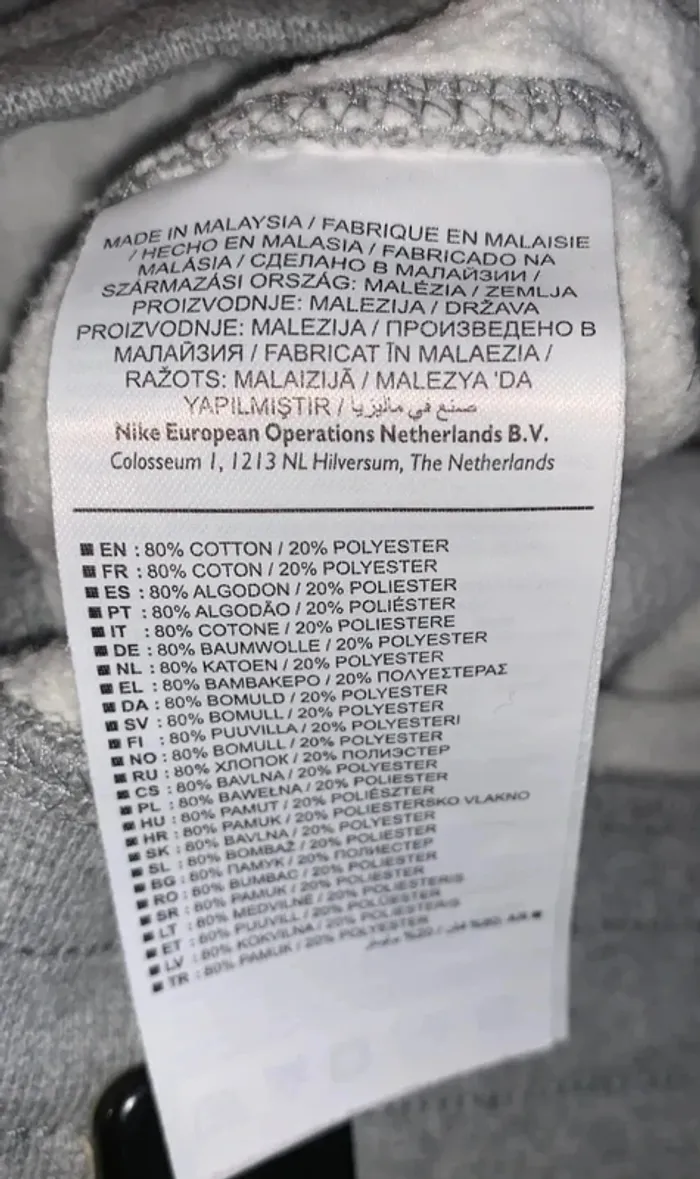 MADE IN MALAYSIA / FABRIQUE EN MALAISIE
/ HECHO EN MALASIA / FABRICADO NA
MALÁSIA / СДЕЛАНО В МАЛАЙЗИИ /
SZÁRMAZÁSI ORSZÁG: MALÉZIA / ZEMLJA
PROIZVODNJE: MALEZIJA / DRŽAVA
PROIZVODNJE: MALEZIJA / ПРОИЗВЕДЕНО В
МАЛАЙЗИЯ / FABRICAT ÎN MALAEZIA /
RAŽOTS: MALAIZIJĀ / MALEZYA 'DA
YAPILMIŞTIR / صنع في ماليزيا
Nike European Operations Netherlands B.V.
Colosseum 1, 1213 NL Hilversum, The Netherlands
EN : 80% COTTON / 20% POLYESTER
FR : 80% COTON / 20% POLYESTER
ES : 80% ALGODON / 20% POLIESTER
PT : 80% ALGODÃO / 20% POLIÉSTER
IT : 80% COTONE / 20% POLIESTERE
DE : 80% BAUMWOLLE / 20% POLYESTER
NL : 80% KATOEN / 20% POLYESTER
EL : 80% ΒΑΜΒΑΚΕΡΟ / 20% ΠΟΛΥΕΣΤΕΡΑΣ
DA : 80% BOMULD / 20% POLYESTER
SV : 80% BOMULL / 20% POLYESTER
FI : 80% PUUVILLA / 20% POLYESTERI
NO : 80% BOMULL / 20% POLYESTER
RU : 80% ХЛОПОК / 20% ПОЛИЭСТЕР
CS : 80% BAVLNA / 20% POLYESTER
PL : 80% BAWEŁNA / 20% POLIESTER
HU : 80% PAMUT / 20% POLIÉSZTER
HR : 80% PAMUK / 20% POLIESTERSKO VLAKNO
SK : 80% BAVLNA / 20% POLYESTER
SL : 80% BOMBAŽ / 20% POLIESTER
BG : 80% ПАМУК / 20% ПОЛИЕСТЕР
RO : 80% BUMBAC / 20% POLIESTER
SR : 80% PAMUK / 20% POLIESTER
LT : 80% MEDVILNĖ / 20% POLIESTERIS
ET : 80% PUUVILL / 20% POLÜESTER
LV : 80% KOKVILNA / 20% POLIESTERIS
TR : 80% PAMUK / 20% POLIESTER